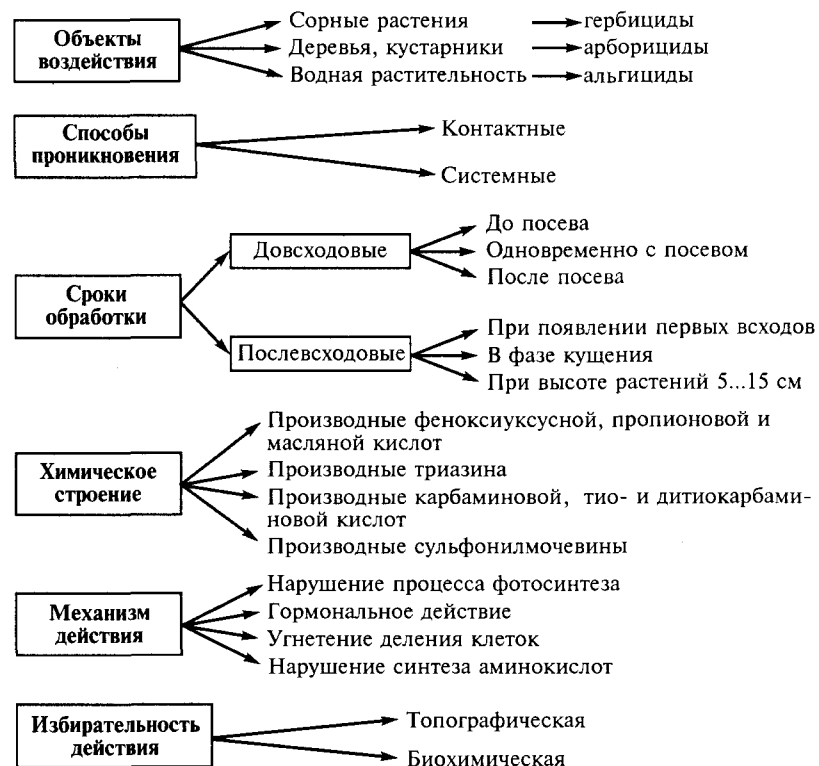 Объекты
воздействия
Сорные растения гербициды
Деревья, кустарники арборициды
Водная растительность альгициды
Способы
проникновения
Контактные
Системные
Сроки
обработки
Довсходовые
До посева
Одновременно с посевом
После посева
Послевсходовые
При появлении первых всходов
В фазе кущения
При высоте растений 5...15 см
Химическое
строение
Производные феноксиуксусной, пропионовой и
масляной кислот
Производные триазина
Производные карбаминовой, тио- и дитиокарбами-
новой кислот
Производные сульфонилмочевины
Механизм
действия
Нарушение процесса фотосинтеза
Гормональное действие
Угнетение деления клеток
Нарушение синтеза аминокислот
Избирательность
действия
Топографическая
Биохимическая